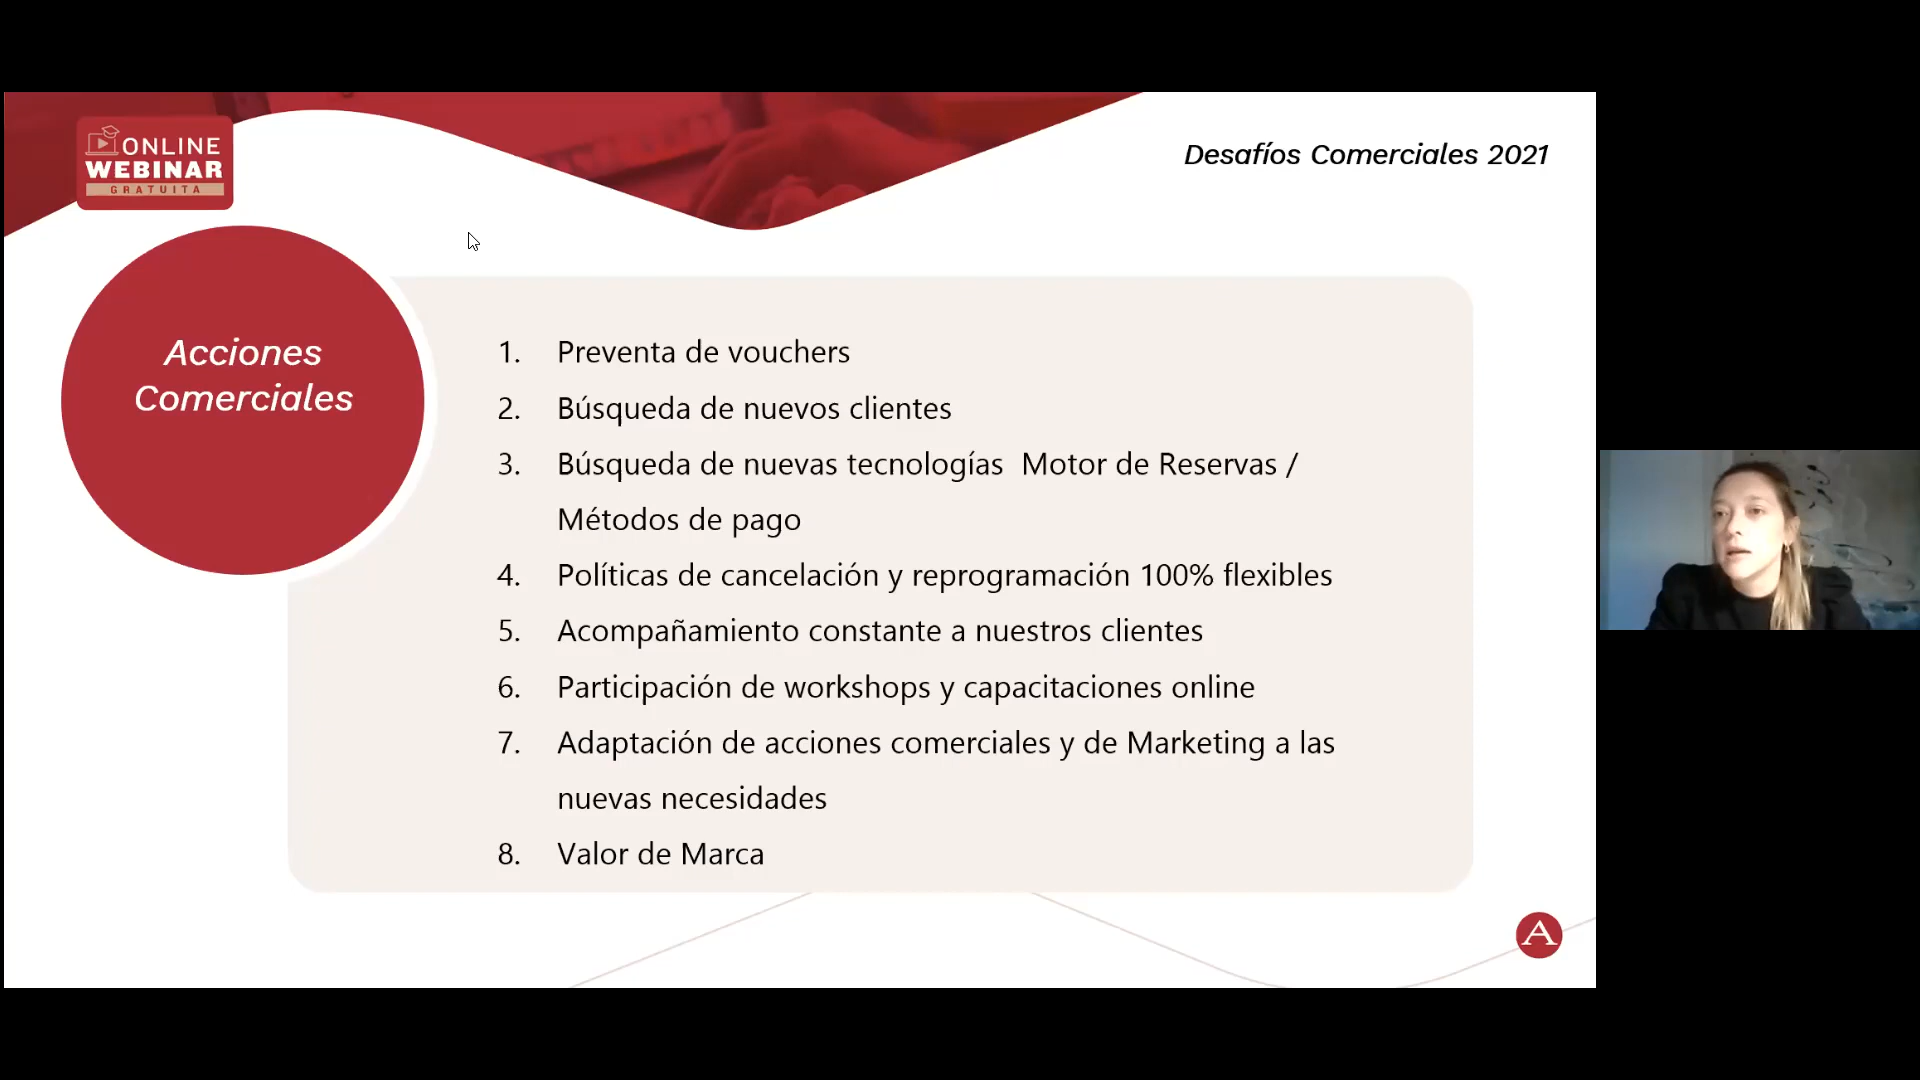 ONLINE
WEBINAR
GRATUITA
Desafíos Comerciales 2021
Acciones
Comerciales
1. Preventa de vouchers
2. Búsqueda de nuevos clientes
3. Búsqueda de nuevas tecnologías  Motor de Reservas /
Métodos de pago
4. Políticas de cancelación y reprogramación 100% flexibles
5. Acompañamiento constante a nuestros clientes
6. Participación de workshops y capacitaciones online
7. Adaptación de acciones comerciales y de Marketing a las
nuevas necesidades
8. Valor de Marca
A